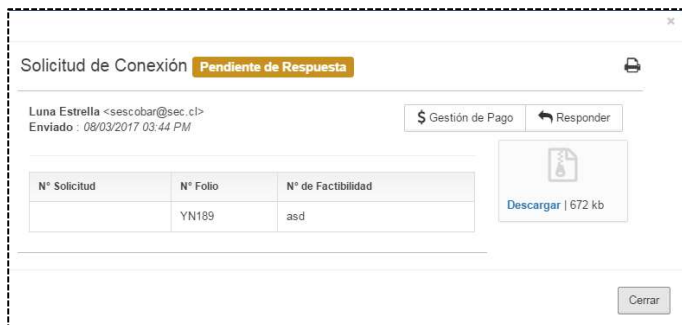 ×
Solicitud de Conexión Pendiente de Respuesta
Luna Estrella <sescobar@sec.cl>
Enviado : 08/03/2017 03:44 PM
$ Gestión de Pago Responder
N° Solicitud N° Folio N° de Factibilidad
YN189 asd
Descargar | 672 kb
Cerrar